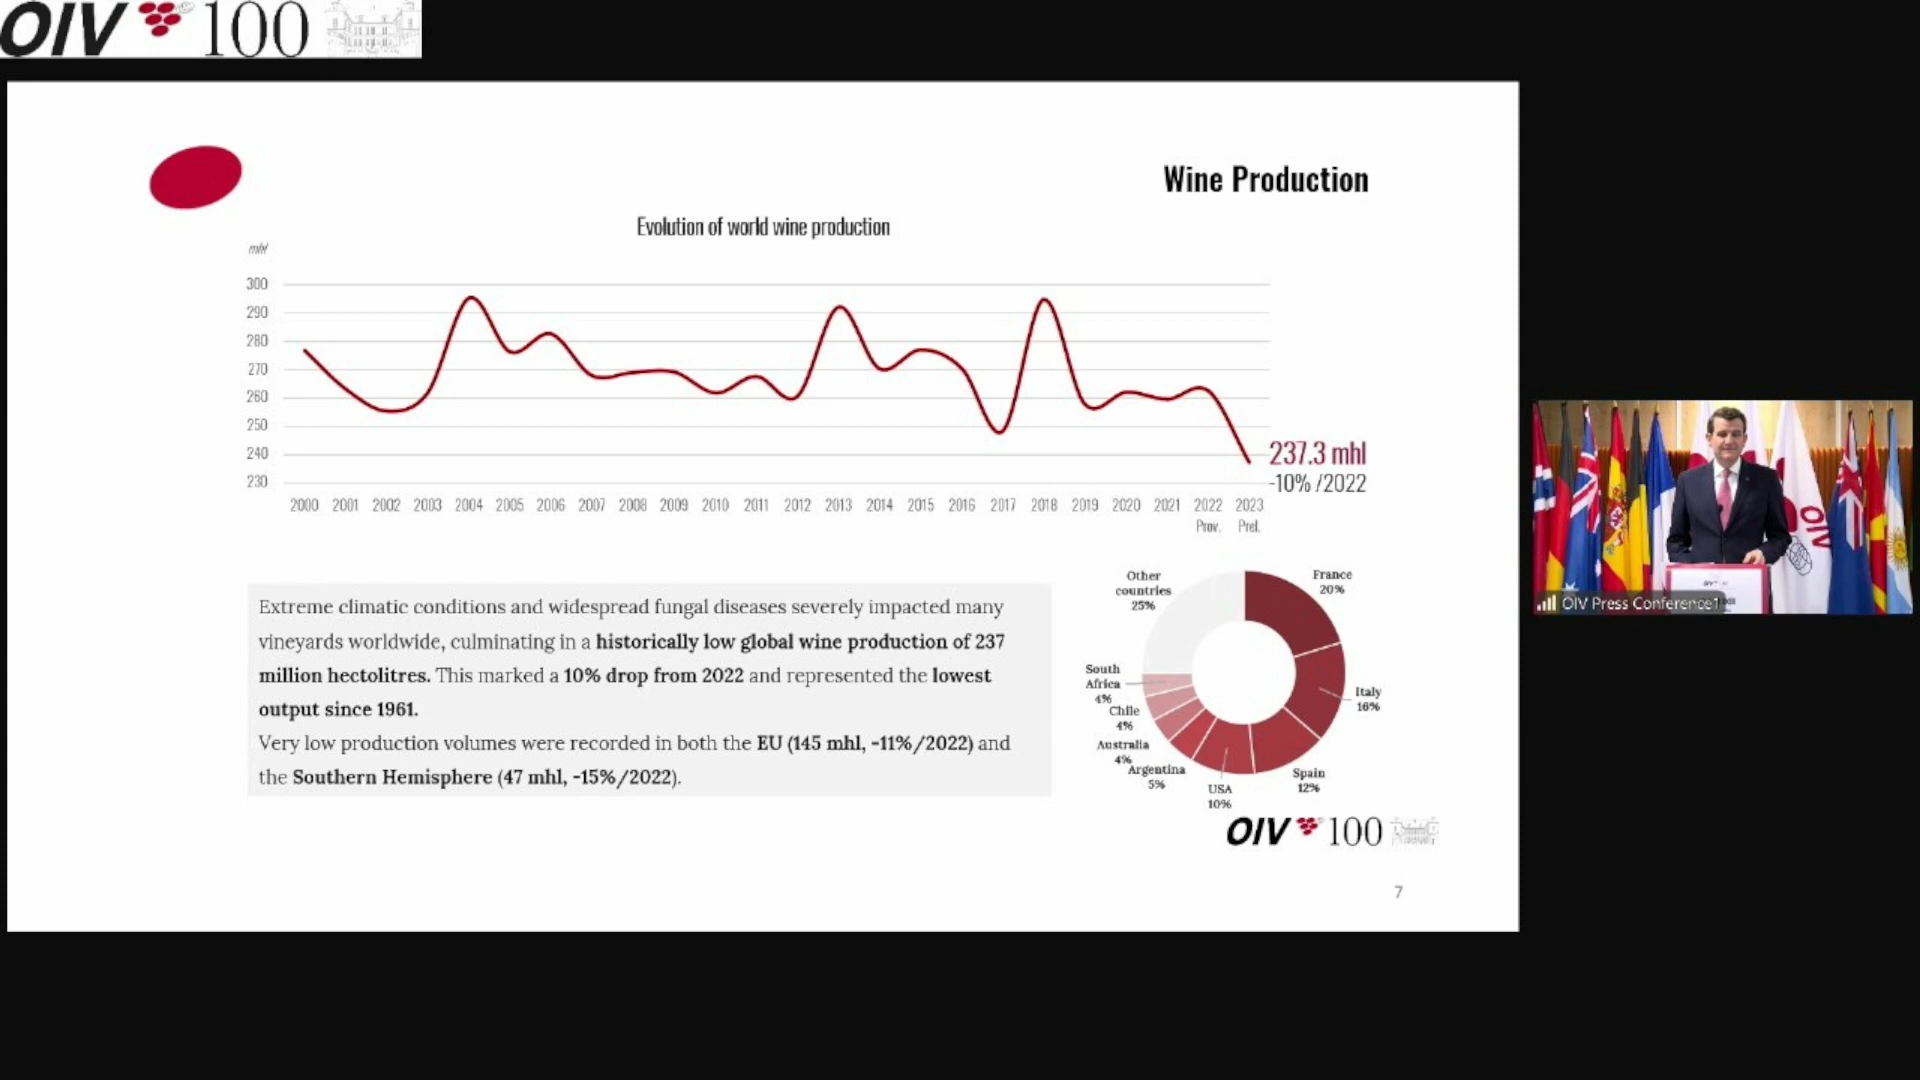 OIV 100
Wine Production
Evolution of world wine production
mhl
300
290
280
270
260
250
240
230
237.3 mhl
-10% /2022
2000 2001 2002 2003 2004 2005 2006 2007 2008 2009 2010 2011 2012 2013 2014 2015 2016 2017 2018 2019 2020 2021 2022 2023
Prov. Prel.
Extreme climatic conditions and widespread fungal diseases severely impacted many
vineyards worldwide, culminating in a historically low global wine production of 237
million hectolitres. This marked a 10% drop from 2022 and represented the lowest
output since 1961.
Very low production volumes were recorded in both the EU (145 mhl, -11%/2022) and
the Southern Hemisphere (47 mhl, -15%/2022).
Other
countries
25%
France
20%
South
Africa
4%
Italy
16%
Chile
4%
Australia
4%
Argentina
5%
Spain
12%
USA
10%
OIV 100
7
OIV
OIV Press Conference1